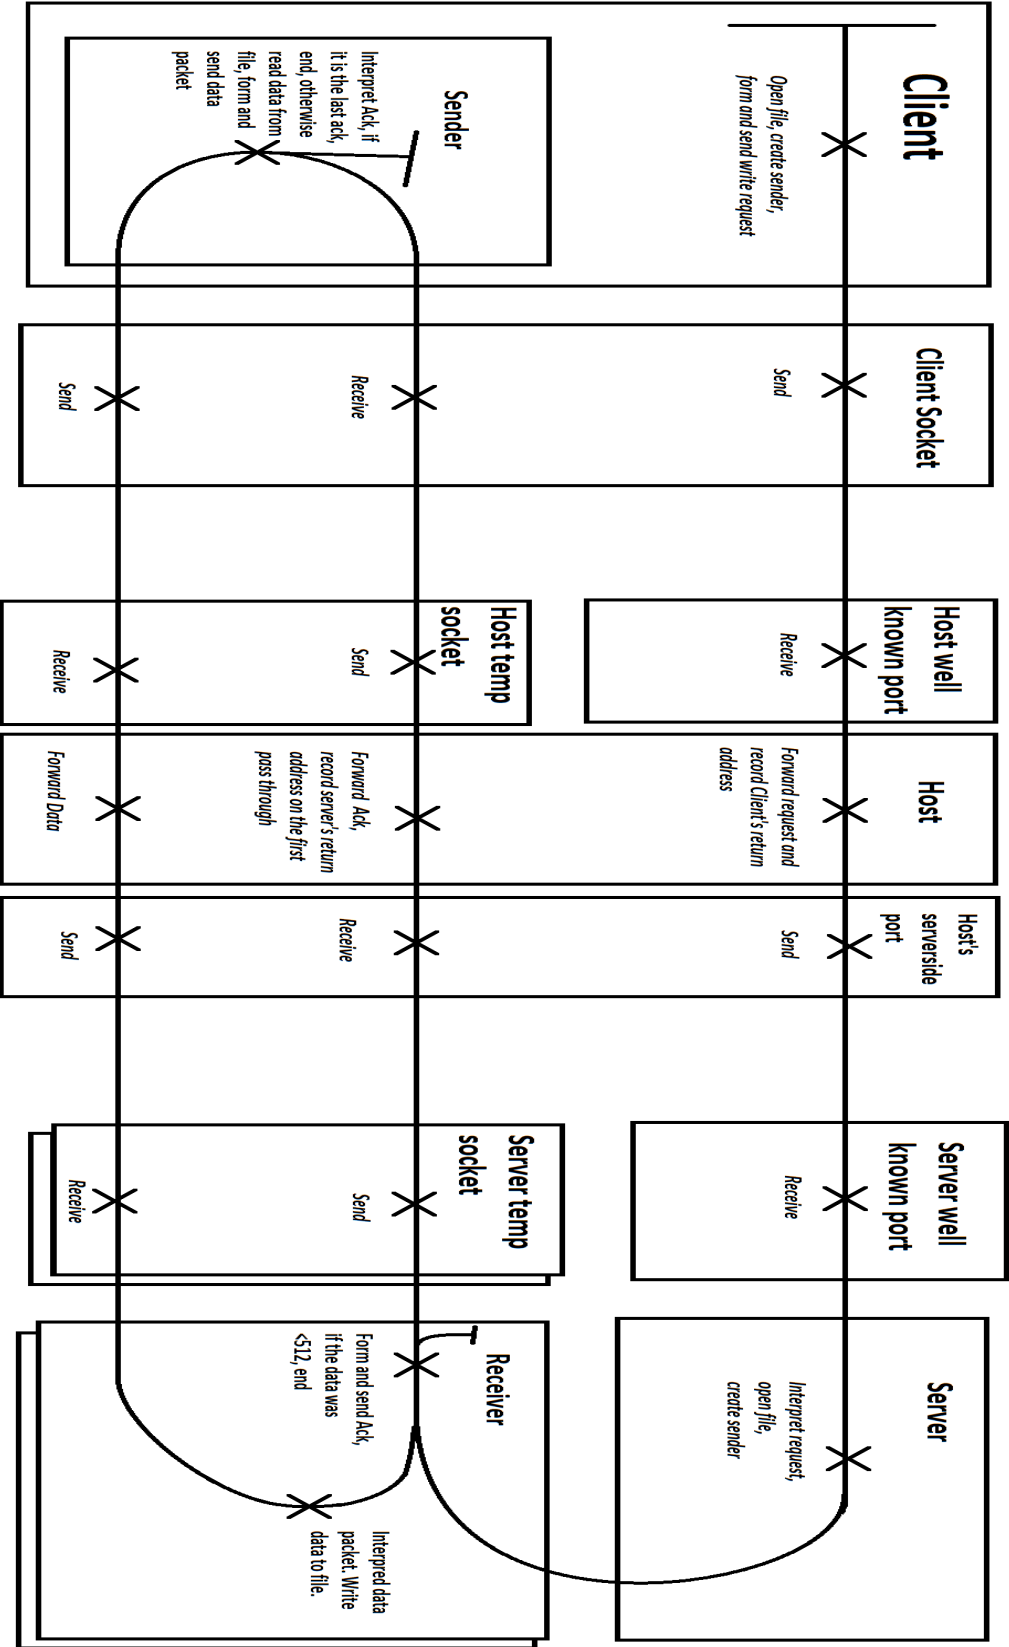 Client
Open file, create sender,
form and send write request
Sender
Interpret Ack, if
it is the last ack,
end, otherwise
read data from
file, form and
send data
packet
Client Socket
Send
Receive
Send
Host well
known port
Receive
Host temp
socket
Send
Receive
Host
Forward request and
record Client's return
address
Forward Ack,
record server's return
address on the first
pass through
Forward Data
Host's
serverside
port
Send
Receive
Send
Server well
known port
Receive
Server temp
socket
Send
Receive
Server
Interpret request,
open file,
create sender
Receiver
Form and send Ack,
if the data was
<512, end
Interpred data
packet. Write
data to file.